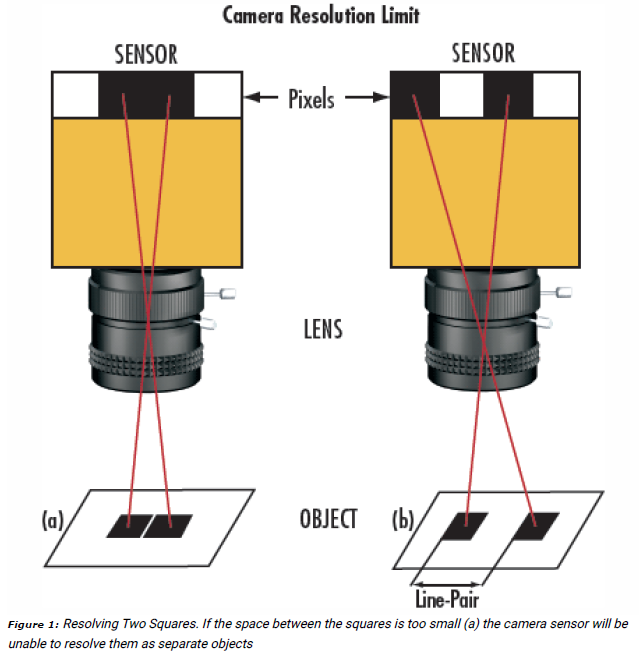 Camera Resolution Limit
SENSOR
SENSOR
Pixels
LENS
(a)
OBJECT
(b)
Line-Pair
Figure 1: Resolving Two Squares. If the space between the squares is too small (a) the camera sensor will be
unable to resolve them as separate objects